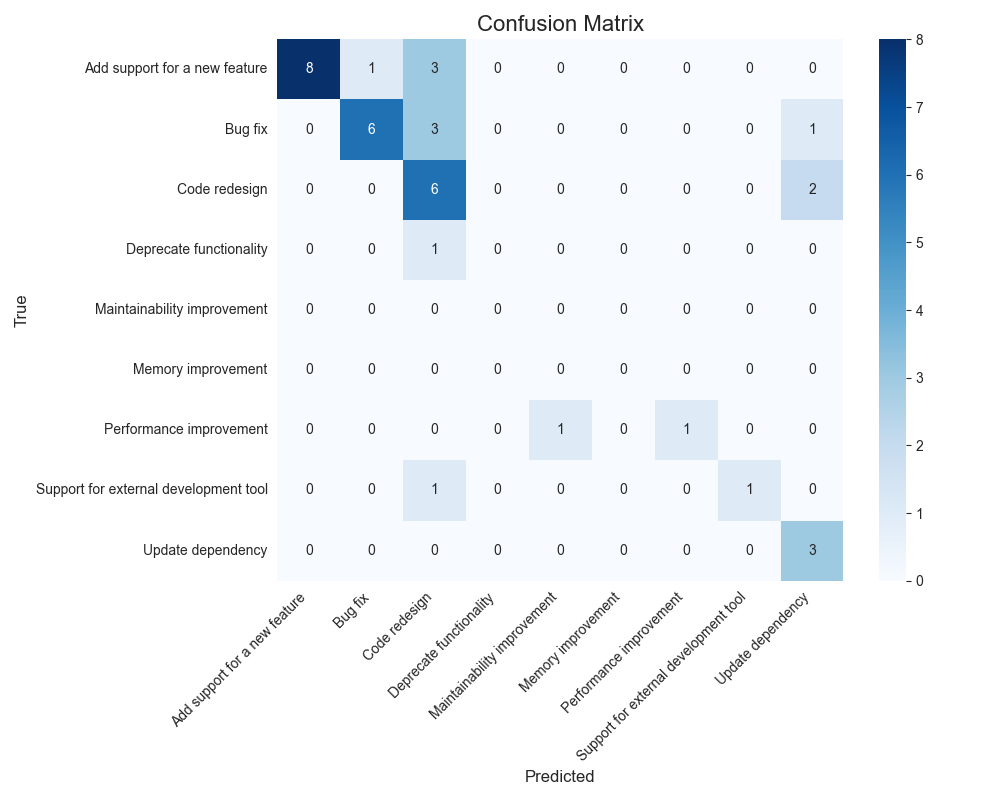 Confusion Matrix
Add support for a new feature 8 1 3 0 0 0 0 0 0
Bug fix 0 6 3 0 0 0 0 0 1
Code redesign 0 0 6 0 0 0 0 0 2
Deprecate functionality 0 0 1 0 0 0 0 0 0
Maintainability improvement 0 0 0 0 0 0 0 0 0
Memory improvement 0 0 0 0 0 0 0 0 0
Performance improvement 0 0 0 0 1 0 1 0 0
Support for external development tool 0 0 1 0 0 0 0 1 0
Update dependency 0 0 0 0 0 0 0 0 3
True
Add support for a new feature
Bug fix
Code redesign
Deprecate functionality
Maintainability improvement
Memory improvement
Performance improvement
Support for external development tool
Update dependency
Predicted
8
7
6
5
4
3
2
1
0